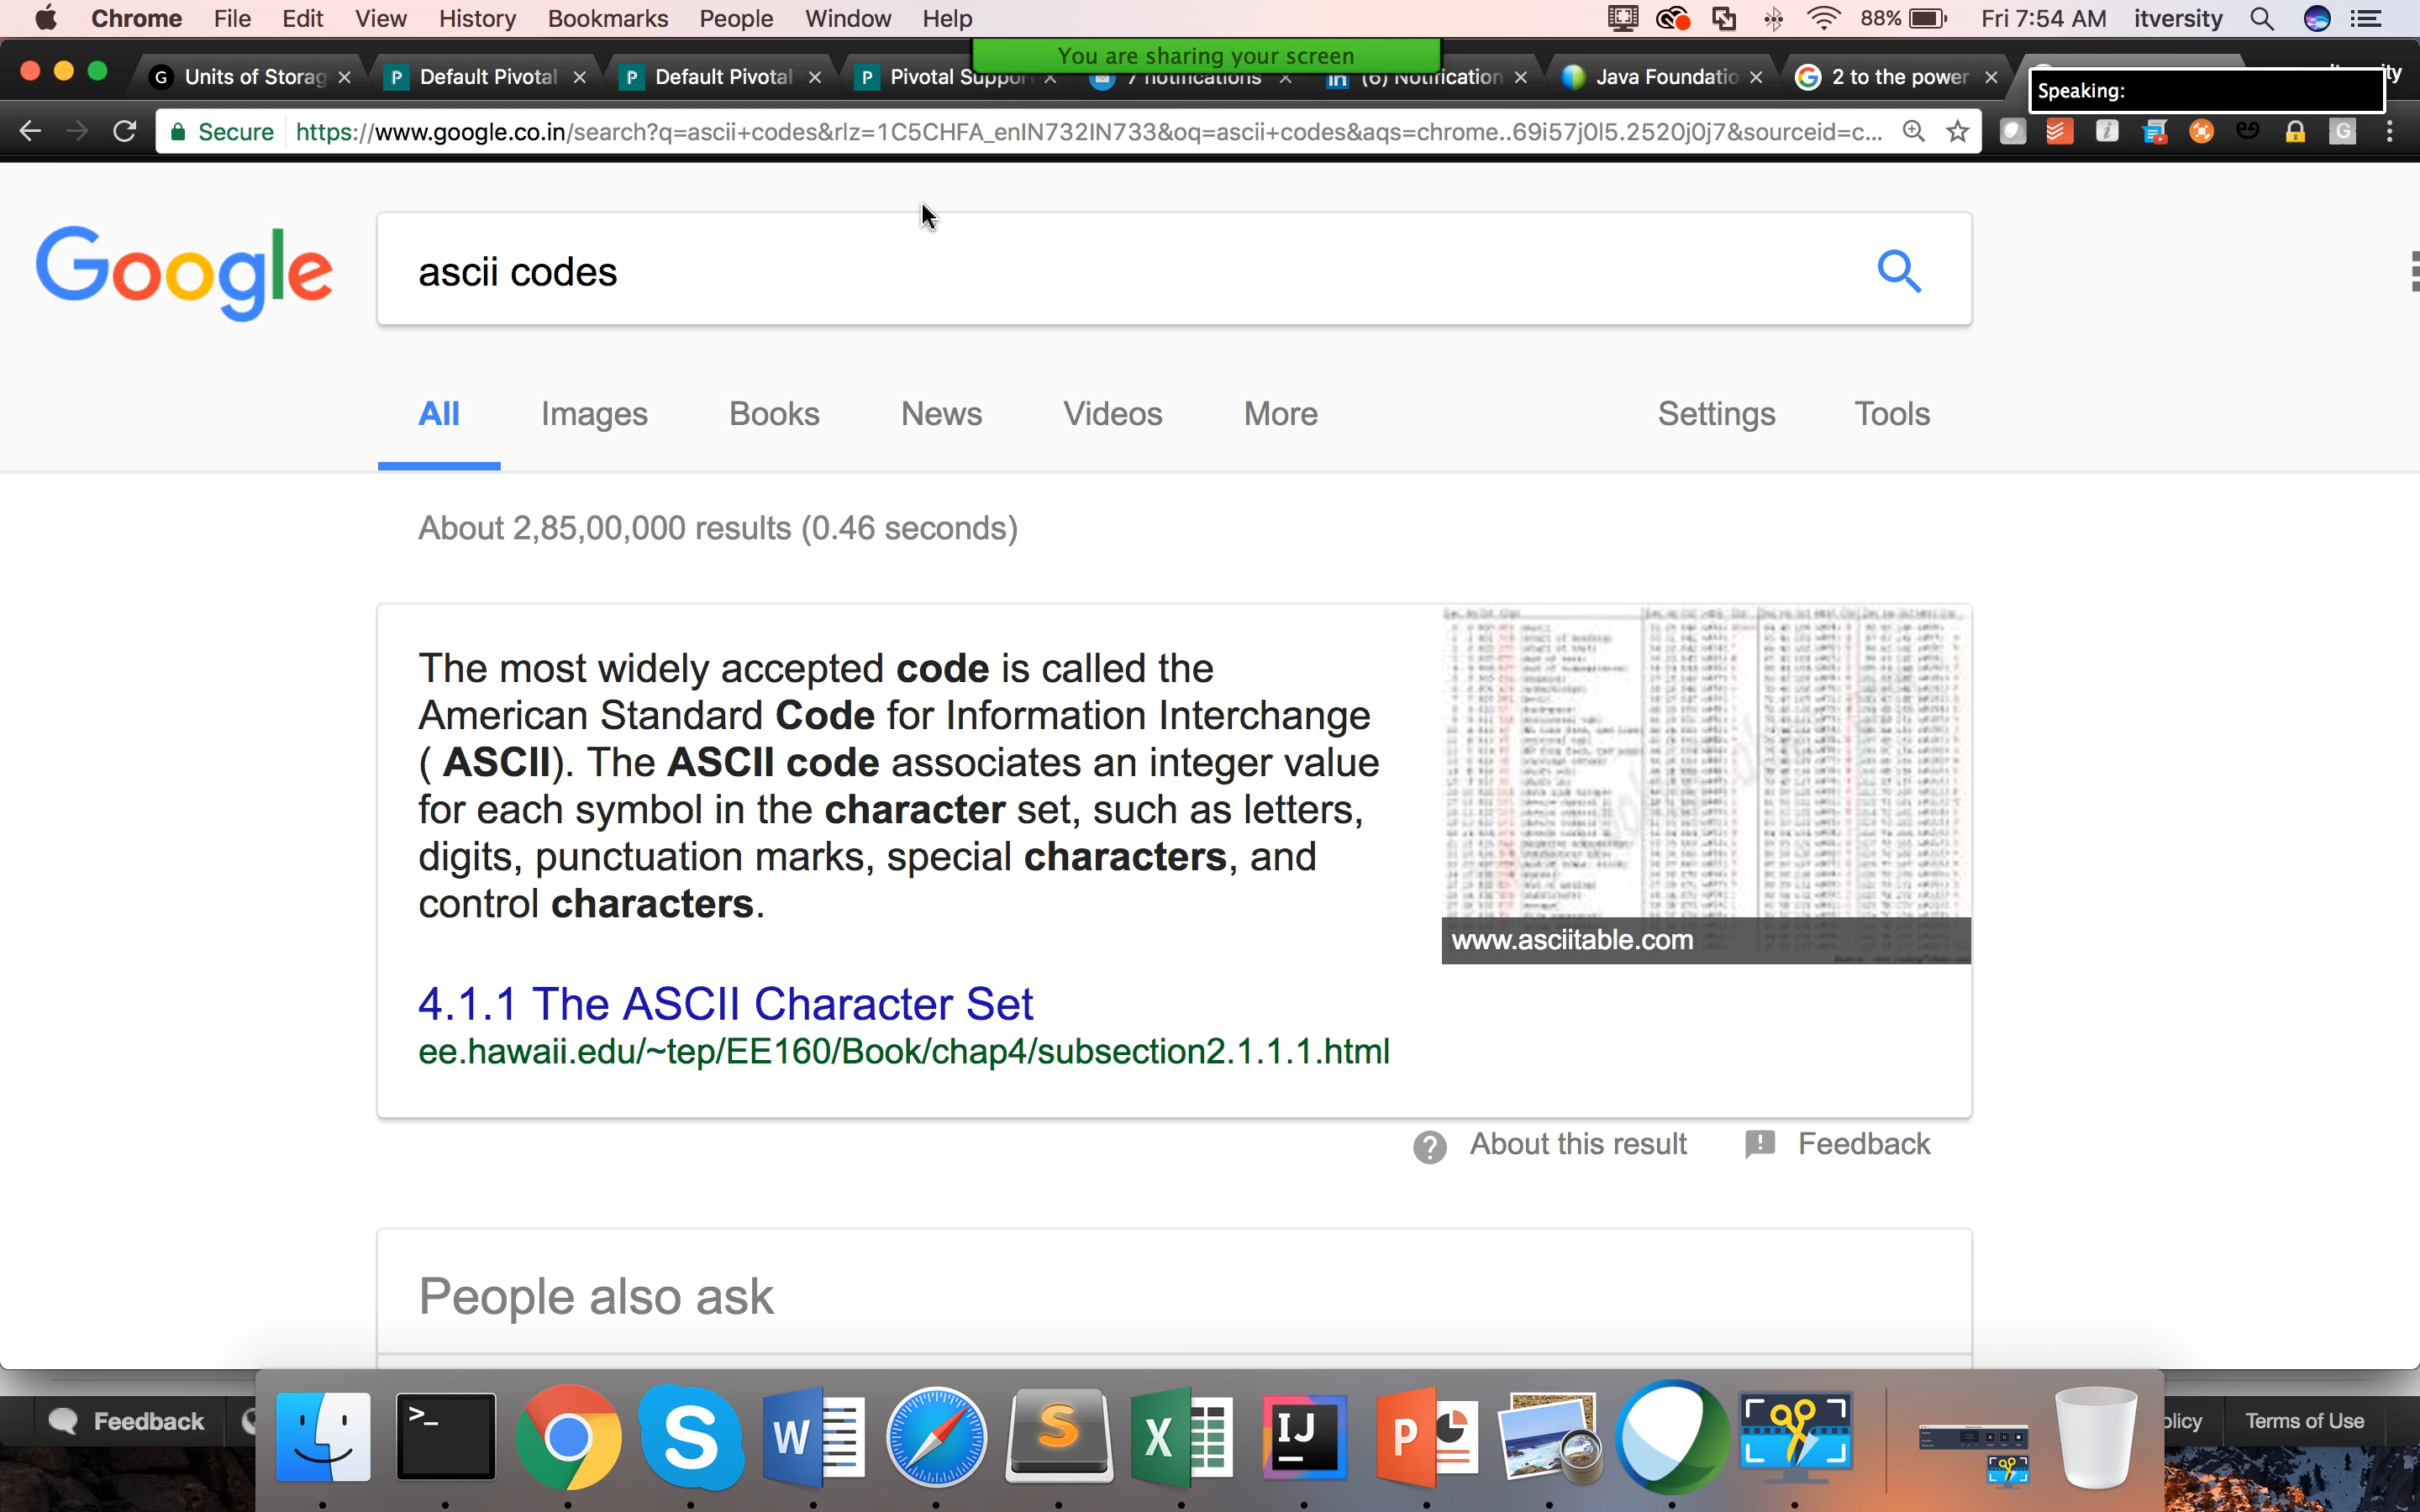 Chrome File Edit View History Bookmarks People Window Help 88% Fri 7:54 AM itversity
You are sharing your screen
Units of Storag Default Pivotal Default Pivotal Pivotal Support 7 notifications (6) Notification Java Foundatio 2 to the power
Speaking:
Secure https://www.google.co.in/search?q=ascii+codes&rlz=1C5CHFA_enIN732IN733&oq=ascii+codes&aqs=chrome..69i57j0l5.2520j0j7&sourceid=c...
Google ascii codes
All Images Books News Videos More Settings Tools
About 2,85,00,000 results (0.46 seconds)
The most widely accepted code is called the
American Standard Code for Information Interchange
( ASCII). The ASCII code associates an integer value
for each symbol in the character set, such as letters,
digits, punctuation marks, special characters, and
control characters.
www.asciitable.com
4.1.1 The ASCII Character Set
ee.hawaii.edu/~tep/EE160/Book/chap4/subsection2.1.1.1.html
About this result Feedback
People also ask
Feedback
Terms of Use